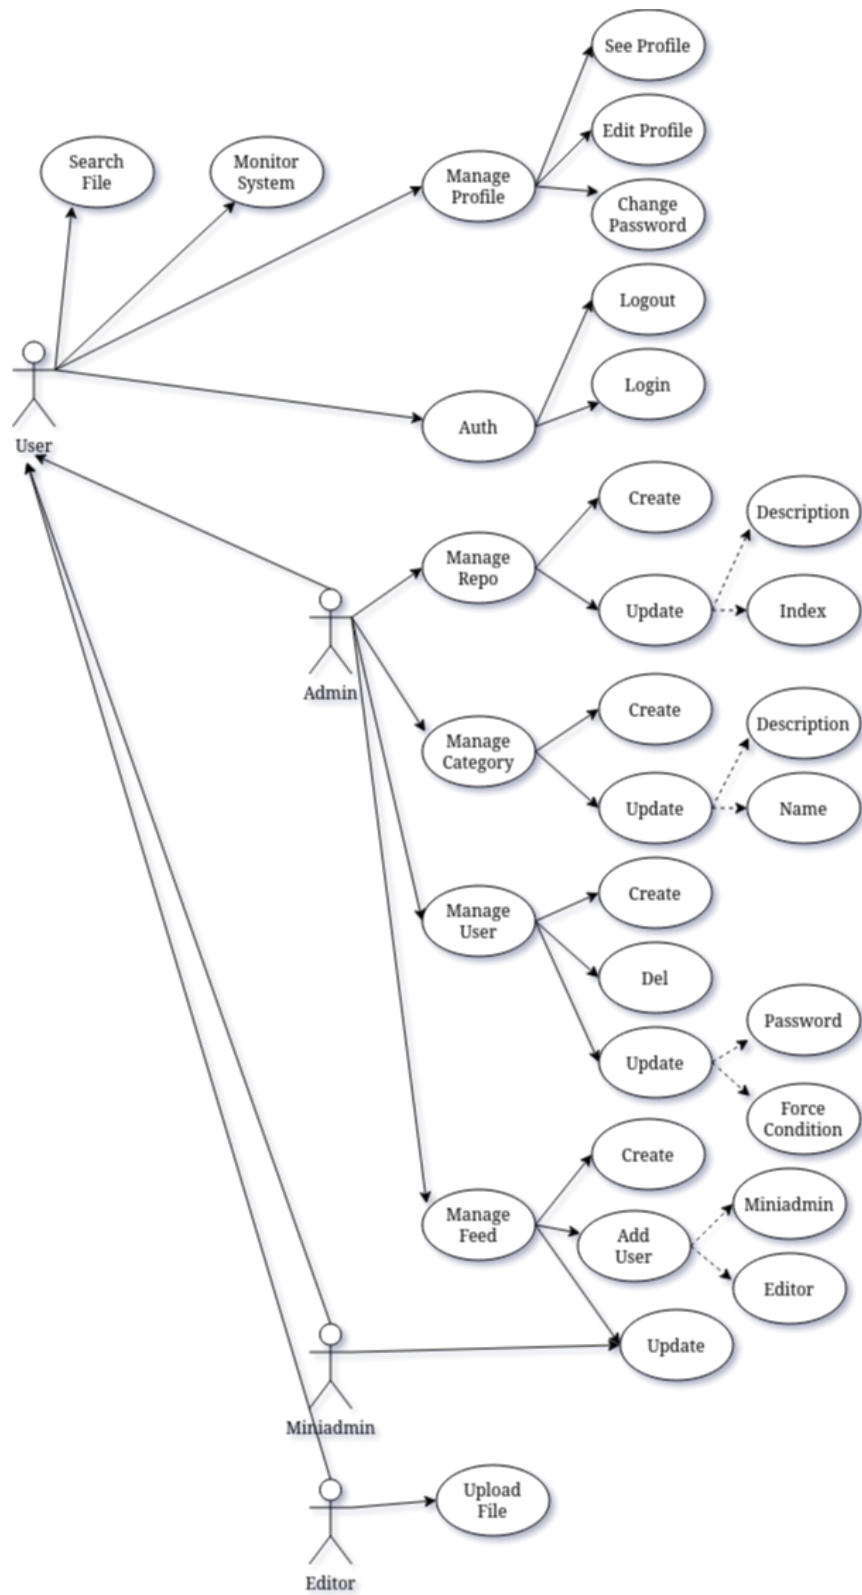 See Profile
Edit Profile
Search
File
Monitor
System
Manage
Profile
Change
Password
Logout
Login
Auth
User
Create
Description
Manage
Repo
Update
Index
Admin
Create
Description
Manage
Category
Update
Name
Create
Manage
User
Del
Password
Update
Force
Condition
Create
Miniadmin
Manage
Feed
Add
User
Editor
Update
Miniadmin
Upload
File
Editor